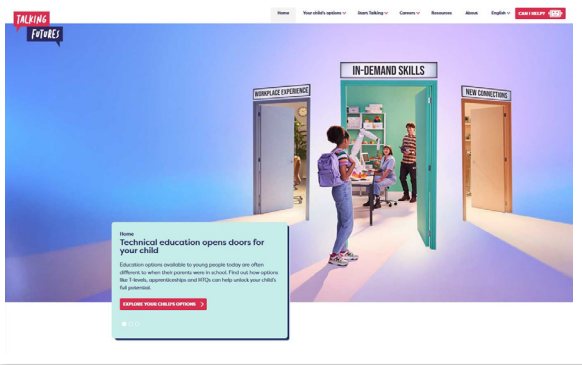 TALKING
FUTURES
Home
Your child's options
Start Talking
Careers
Resources
About
English
CAN I HELP?
WORKPLACE EXPERIENCE
IN-DEMAND SKILLS
NEW CONNECTIONS
Home
Technical education opens doors for
your child
Education options available to young people today are often
different to when their parents were in school. Find out how options
like T-levels, apprenticeships and HTQs can help unlock your child's
full potential.
EXPLORE YOUR CHILD'S OPTIONS